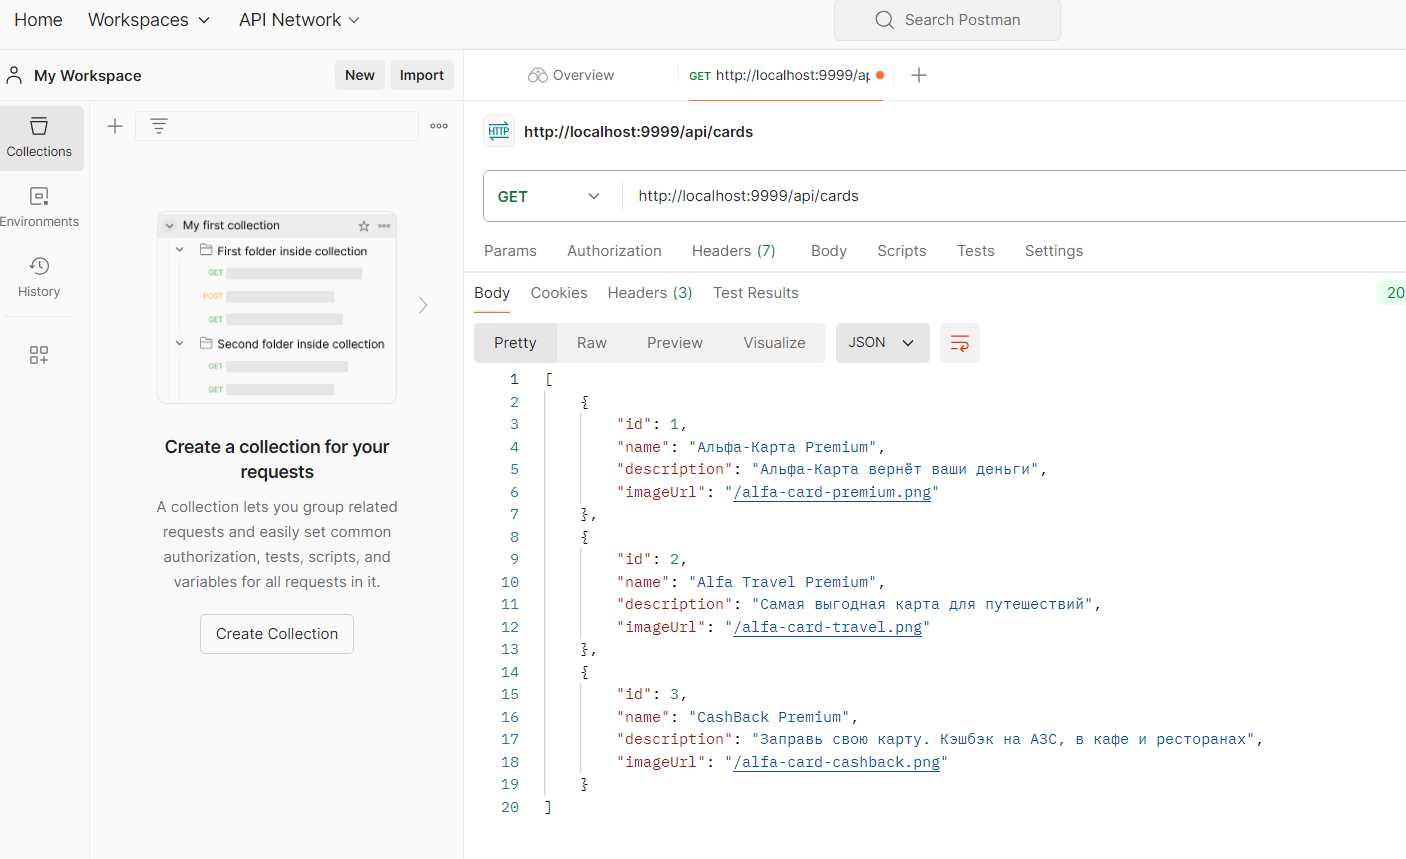 Home Workspaces API Network Search Postman
My Workspace New Import Overview GET http://localhost:9999/ap
Collections
Environments
History
My first collection
First folder inside collection
GET
POST
GET
Second folder inside collection
GET
GET
Create a collection for your
requests
A collection lets you group related
requests and easily set common
authorization, tests, scripts, and
variables for all requests in it.
Create Collection
HTTP http://localhost:9999/api/cards
GET http://localhost:9999/api/cards
Params Authorization Headers (7) Body Scripts Tests Settings
Body Cookies Headers (3) Test Results 20
Pretty Raw Preview Visualize JSON
1 [
2 {
3 "id": 1,
4 "name": "Альфа-Карта Premium",
5 "description": "Альфа-Карта вернёт ваши деньги",
6 "imageUrl": "/alfa-card-premium.png"
7 },
8 {
9 "id": 2,
10 "name": "Alfa Travel Premium",
11 "description": "Самая выгодная карта для путешествий",
12 "imageUrl": "/alfa-card-travel.png"
13 },
14 {
15 "id": 3,
16 "name": "CashBack Premium",
17 "description": "Заправь свою карту. Кэшбэк на АЗС, в кафе и ресторанах",
18 "imageUrl": "/alfa-card-cashback.png"
19 }
20 ]